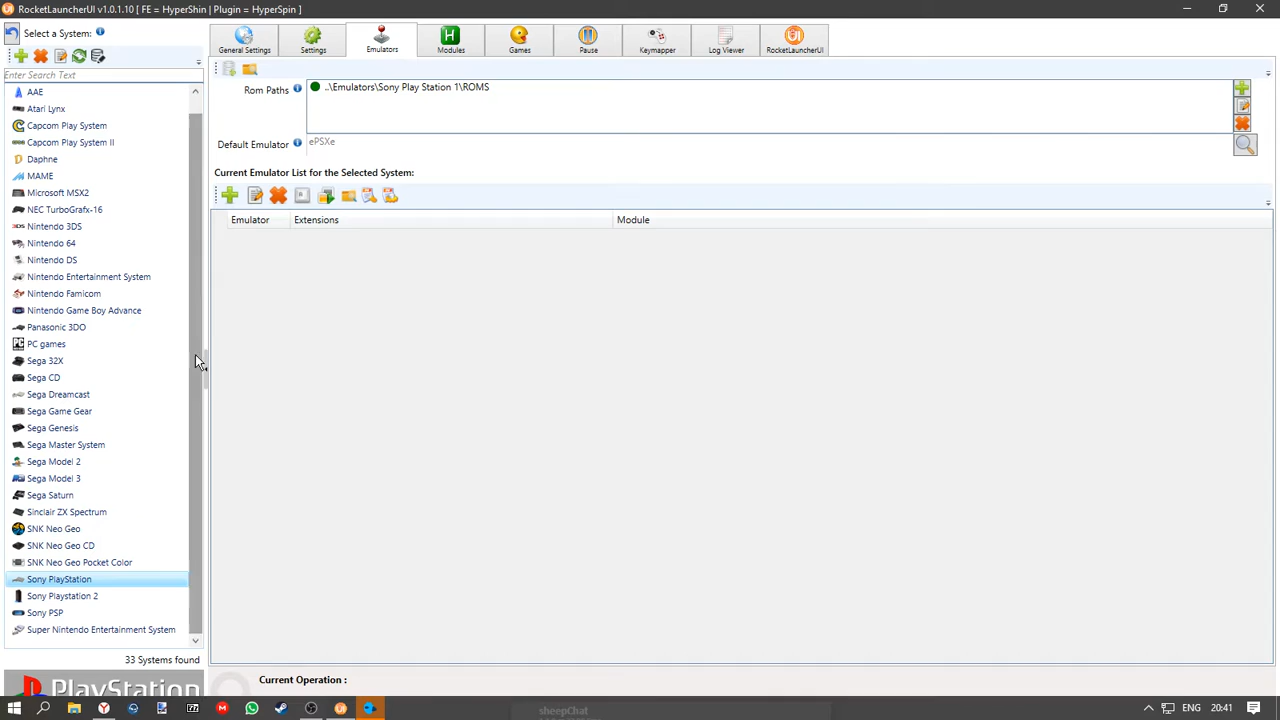 RocketLauncherUI v1.0.1.10 [ FE = HyperShin | Plugin = HyperSpin ]
Select a System:
General Settings
Settings
Emulators
Modules
Games
Pause
Keymapper
Log Viewer
RocketLauncherUI
Enter Search Text
Rom Paths
..\Emulators\Sony Play Station 1\ROMS
Default Emulator
ePSXe
Current Emulator List for the Selected System:
Emulator
Extensions
Module
AAE
Atari Lynx
Capcom Play System
Capcom Play System II
Daphne
MAME
Microsoft MSX2
NEC TurboGrafx-16
Nintendo 3DS
Nintendo 64
Nintendo DS
Nintendo Entertainment System
Nintendo Famicom
Nintendo Game Boy Advance
Panasonic 3DO
PC games
Sega 32X
Sega CD
Sega Dreamcast
Sega Game Gear
Sega Genesis
Sega Master System
Sega Model 2
Sega Model 3
Sega Saturn
Sinclair ZX Spectrum
SNK Neo Geo
SNK Neo Geo CD
SNK Neo Geo Pocket Color
Sony PlayStation
Sony Playstation 2
Sony PSP
Super Nintendo Entertainment System
33 Systems found
PlayStation
Current Operation :
sheepChat
ENG
20:41